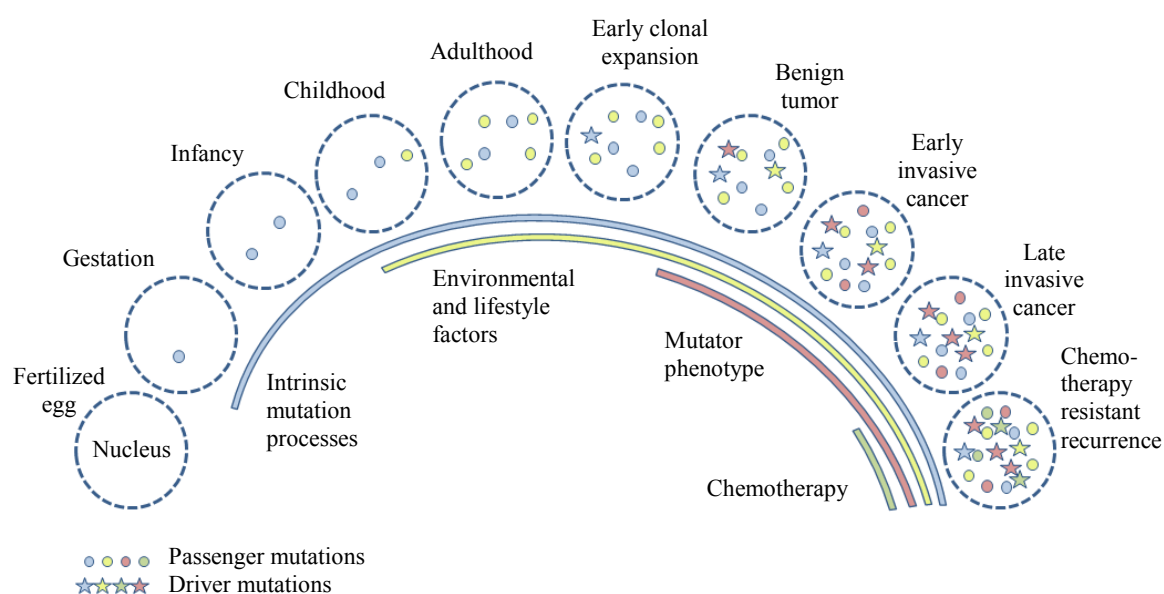 Early clonal
expansion
Adulthood
Benign
tumor
Childhood
Early
invasive
cancer
Infancy
Late
invasive
cancer
Gestation
Environmental
and lifestyle
factors
Mutator
phenotype
Chemo-
therapy
resistant
recurrence
Fertilized
egg
Intrinsic
mutation
processes
Nucleus
Chemotherapy
Passenger mutations
Driver mutations